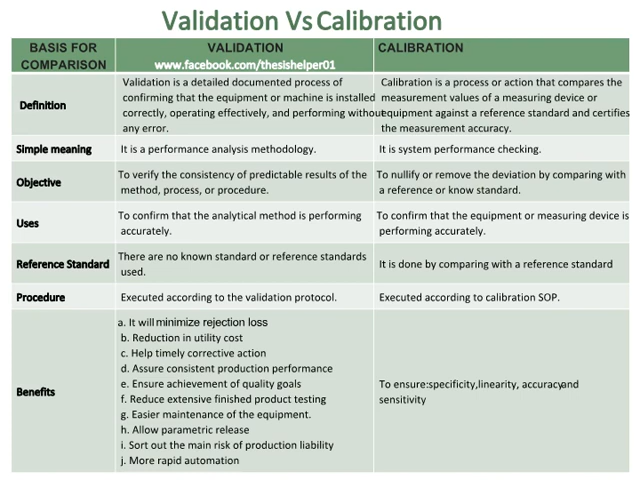 Validation Vs Calibration
BASIS FOR COMPARISON
VALIDATION
www.facebook.com/thesishelper01
CALIBRATION
Definition
Validation is a detailed documented process of
confirming that the equipment or machine is installed
correctly, operating effectively, and performing without
any error.
Calibration is a process or action that compares the
measurement values of a measuring device or
equipment against a reference standard and certifies
the measurement accuracy.
Simple meaning
It is a performance analysis methodology.
It is system performance checking.
Objective
To verify the consistency of predictable results of the
method, process, or procedure.
To nullify or remove the deviation by comparing with
a reference or know standard.
Uses
To confirm that the analytical method is performing
accurately.
To confirm that the equipment or measuring device is
performing accurately.
Reference Standard
There are no known standard or reference standards
used.
It is done by comparing with a reference standard
Procedure
Executed according to the validation protocol.
Executed according to calibration SOP.
Benefits
a. It will minimize rejection loss
b. Reduction in utility cost
c. Help timely corrective action
d. Assure consistent production performance
e. Ensure achievement of quality goals
f. Reduce extensive finished product testing
g. Easier maintenance of the equipment.
h. Allow parametric release
i. Sort out the main risk of production liability
j. More rapid automation
To ensure:specificity,linearity, accuracyand
sensitivity